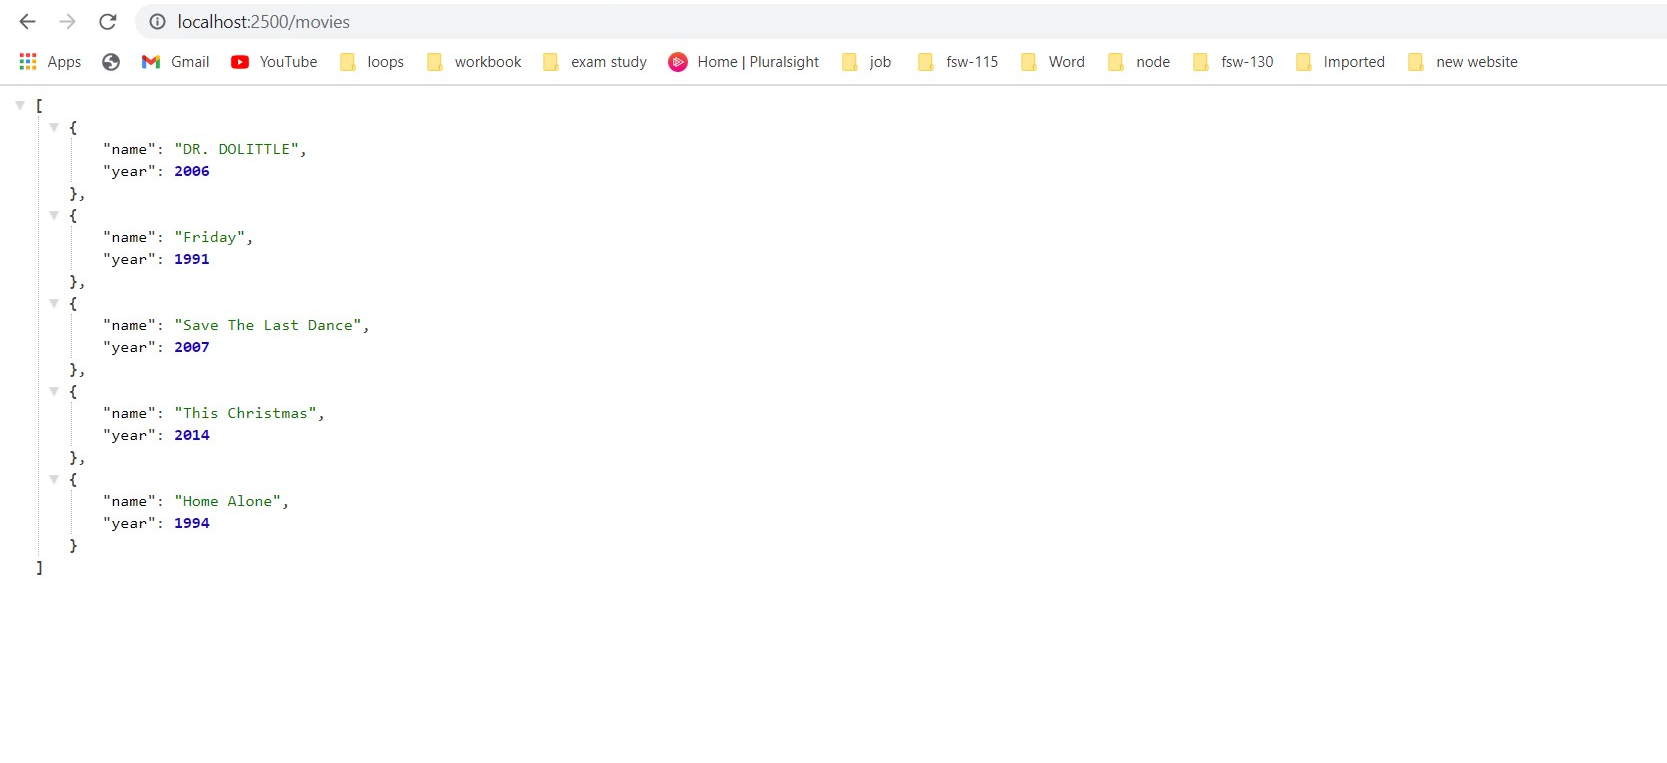 localhost:2500/movies
Apps Gmail YouTube loops workbook exam study Home | Pluralsight job fsw-115 Word node fsw-130 Imported new website
[
{
"name": "DR. DOLITTLE",
"year": 2006
},
{
"name": "Friday",
"year": 1991
},
{
"name": "Save The Last Dance",
"year": 2007
},
{
"name": "This Christmas",
"year": 2014
},
{
"name": "Home Alone",
"year": 1994
}
]